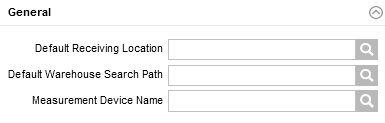 General
Default Receiving Location
Default Warehouse Search Path
Measurement Device Name